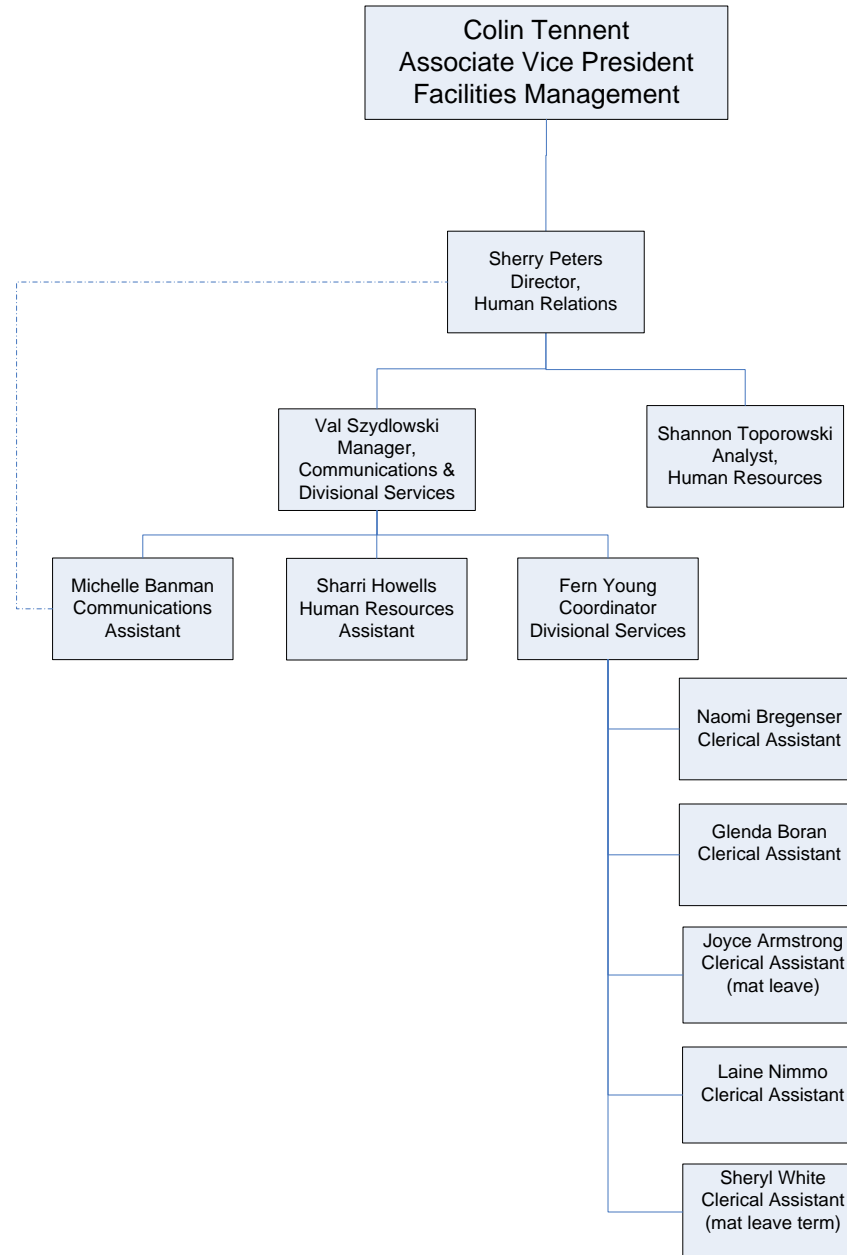 Colin Tennent
Associate Vice President
Facilities Management
Sherry Peters
Director,
Human Relations
Val Szydlowski
Manager,
Communications &
Divisional Services
Shannon Toporowski
Analyst,
Human Resources
Michelle Banman
Communications
Assistant
Sharri Howells
Human Resources
Assistant
Fern Young
Coordinator
Divisional Services
Naomi Bregenser
Clerical Assistant
Glenda Boran
Clerical Assistant
Joyce Armstrong
Clerical Assistant
(mat leave)
Laine Nimmo
Clerical Assistant
Sheryl White
Clerical Assistant
(mat leave term)